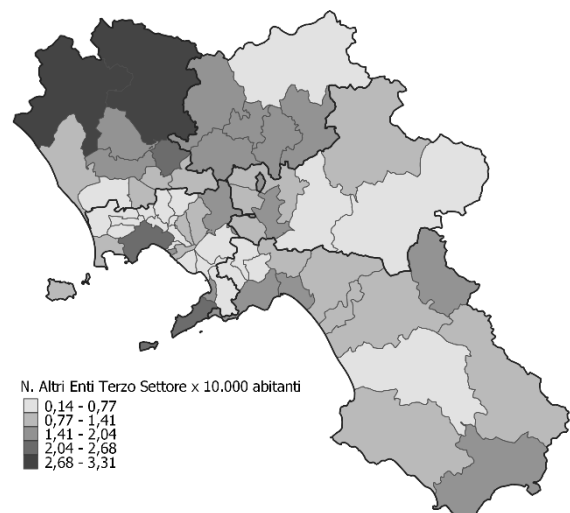 N. Altri Enti Terzo Settore x 10.000 abitanti
0,14 - 0,77
0,77 - 1,41
1,41 - 2,04
2,04 - 2,68
2,68 - 3,31